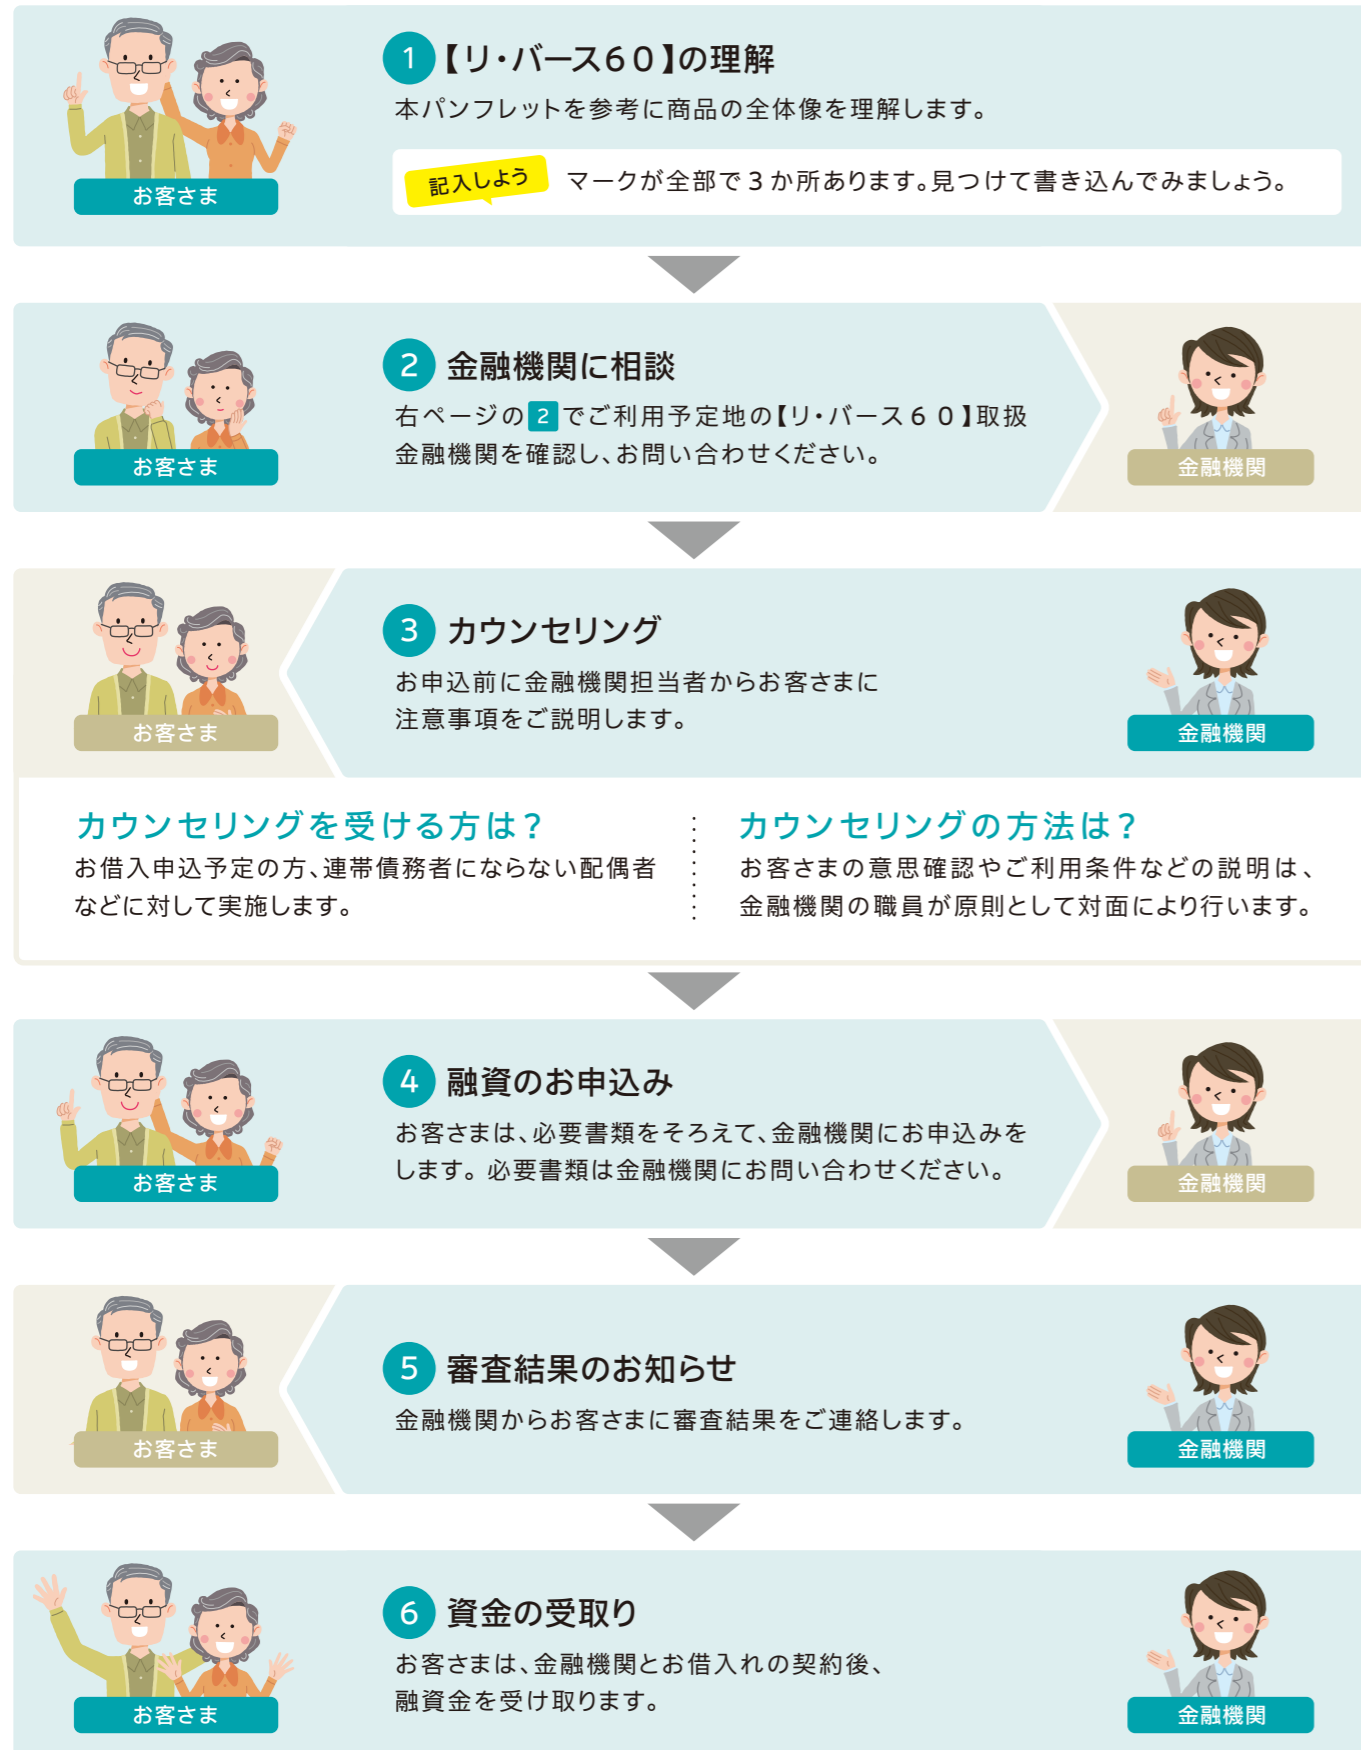 お客さま
1 【リ・バース60】の理解
本パンフレットを参考に商品の全体像を理解します。
記入しよう マークが全部で3か所あります。見つけて書き込んでみましょう。
お客さま
2 金融機関に相談
右ページの2でご利用予定地の【リ・バース60】取扱
金融機関を確認し、お問い合わせください。
金融機関
お客さま
3 カウンセリング
お申込前に金融機関担当者からお客さまに
注意事項をご説明します。
金融機関
カウンセリングを受ける方は？
お借入申込予定の方、連帯債務者にならない配偶者
などに対して実施します。
カウンセリングの方法は？
お客さまの意思確認やご利用条件などの説明は、
金融機関の職員が原則として対面により行います。
お客さま
4 融資のお申込み
お客さまは、必要書類をそろえて、金融機関にお申込みを
します。必要書類は金融機関にお問い合わせください。
金融機関
お客さま
5 審査結果のお知らせ
金融機関からお客さまに審査結果をご連絡します。
金融機関
お客さま
6 資金の受取り
お客さまは、金融機関とお借入れの契約後、
融資金を受け取ります。
金融機関